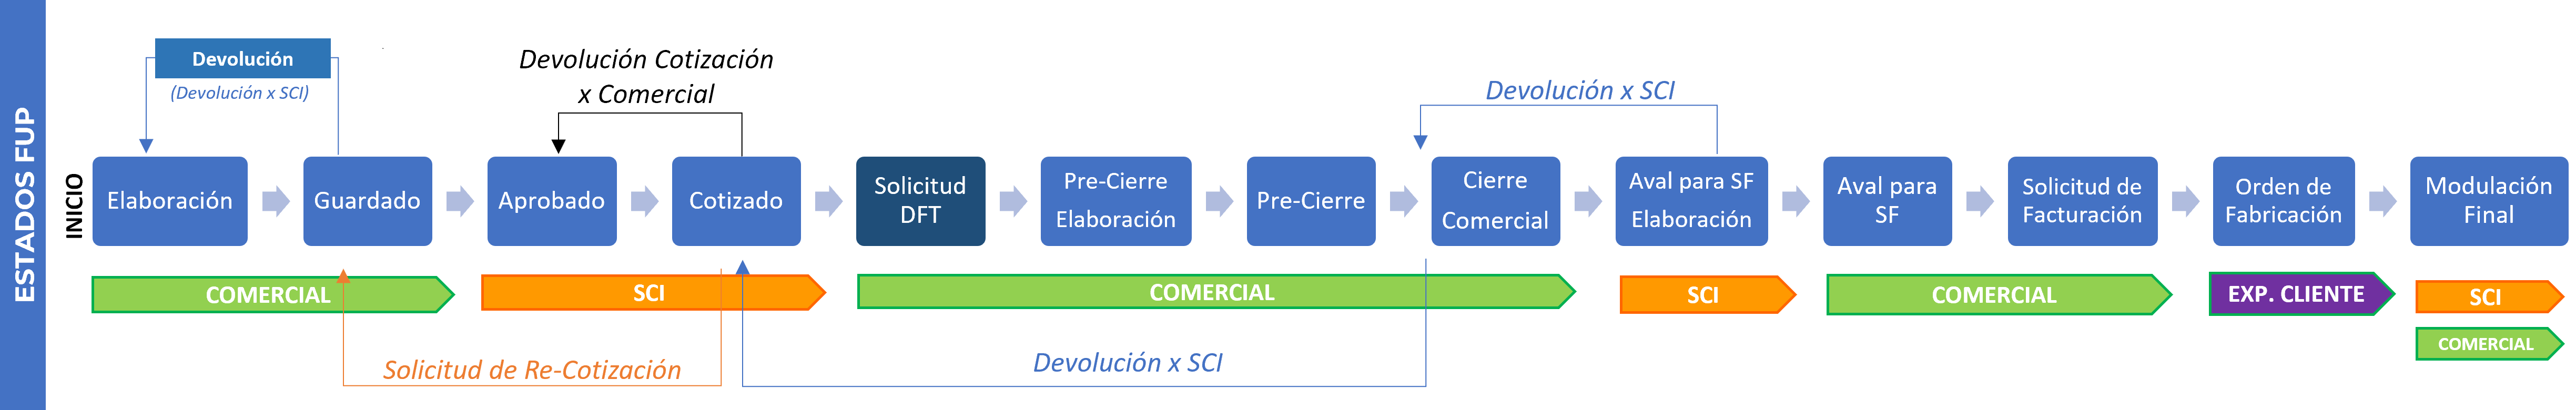 ESTADOS FUP
Devolución
(Devolución x SCI)
Devolución Cotización
x Comercial
Devolución x SCI
INICIO
Elaboración
Guardado
Aprobado
Cotizado
Solicitud
DFT
Pre-Cierre
Elaboración
Pre-Cierre
Cierre
Comercial
Aval para SF
Elaboración
Aval para
SF
Solicitud de
Facturación
Orden de
Fabricación
Modulación
Final
COMERCIAL
SCI
COMERCIAL
SCI
COMERCIAL
EXP. CLIENTE
SCI
COMERCIAL
Solicitud de Re-Cotización
Devolución x SCI